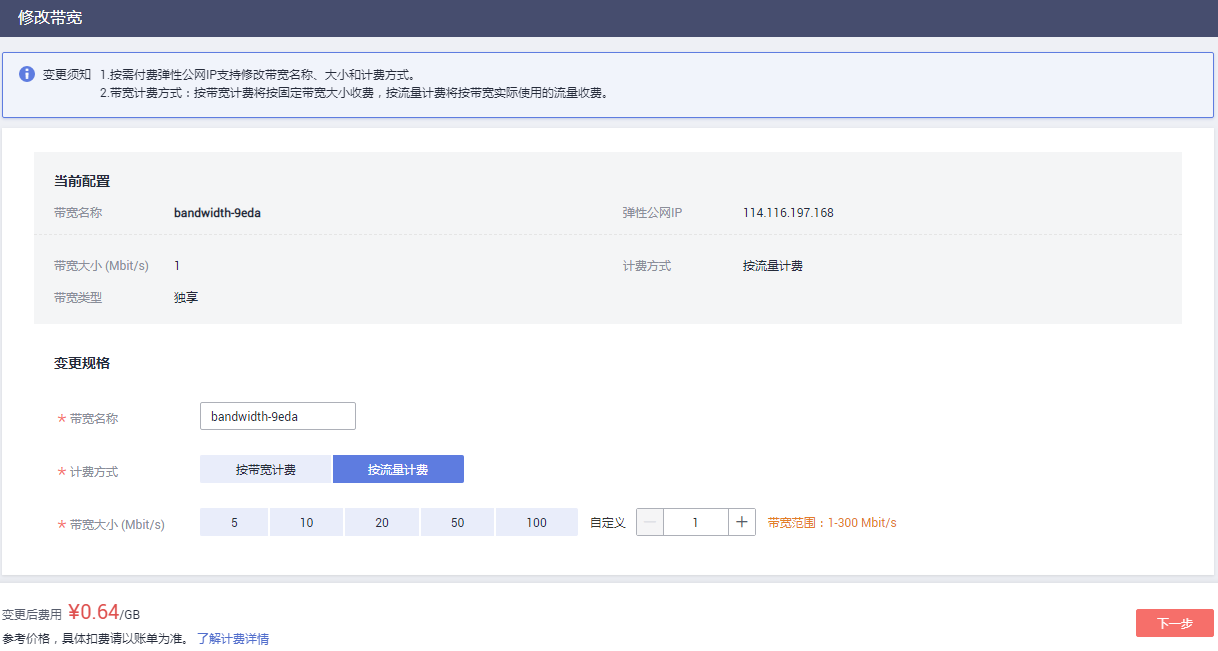 修改带宽
变更须知 1.按需付费弹性公网IP支持修改带宽名称、大小和计费方式。
2.带宽计费方式：按带宽计费将按固定带宽大小收费，按流量计费将按带宽实际使用的流量收费。
当前配置
带宽名称 bandwidth-9eda 弹性公网IP 114.116.197.168
带宽大小 (Mbit/s) 1 计费方式 按流量计费
带宽类型 独享
变更规格
* 带宽名称 bandwidth-9eda
* 计费方式 按带宽计费 按流量计费
* 带宽大小 (Mbit/s) 5 10 20 50 100 自定义 — 1 + 带宽范围：1-300 Mbit/s
变更后费用 ¥0.64/GB
参考价格，具体扣费请以账单为准。 了解计费详情
下一步